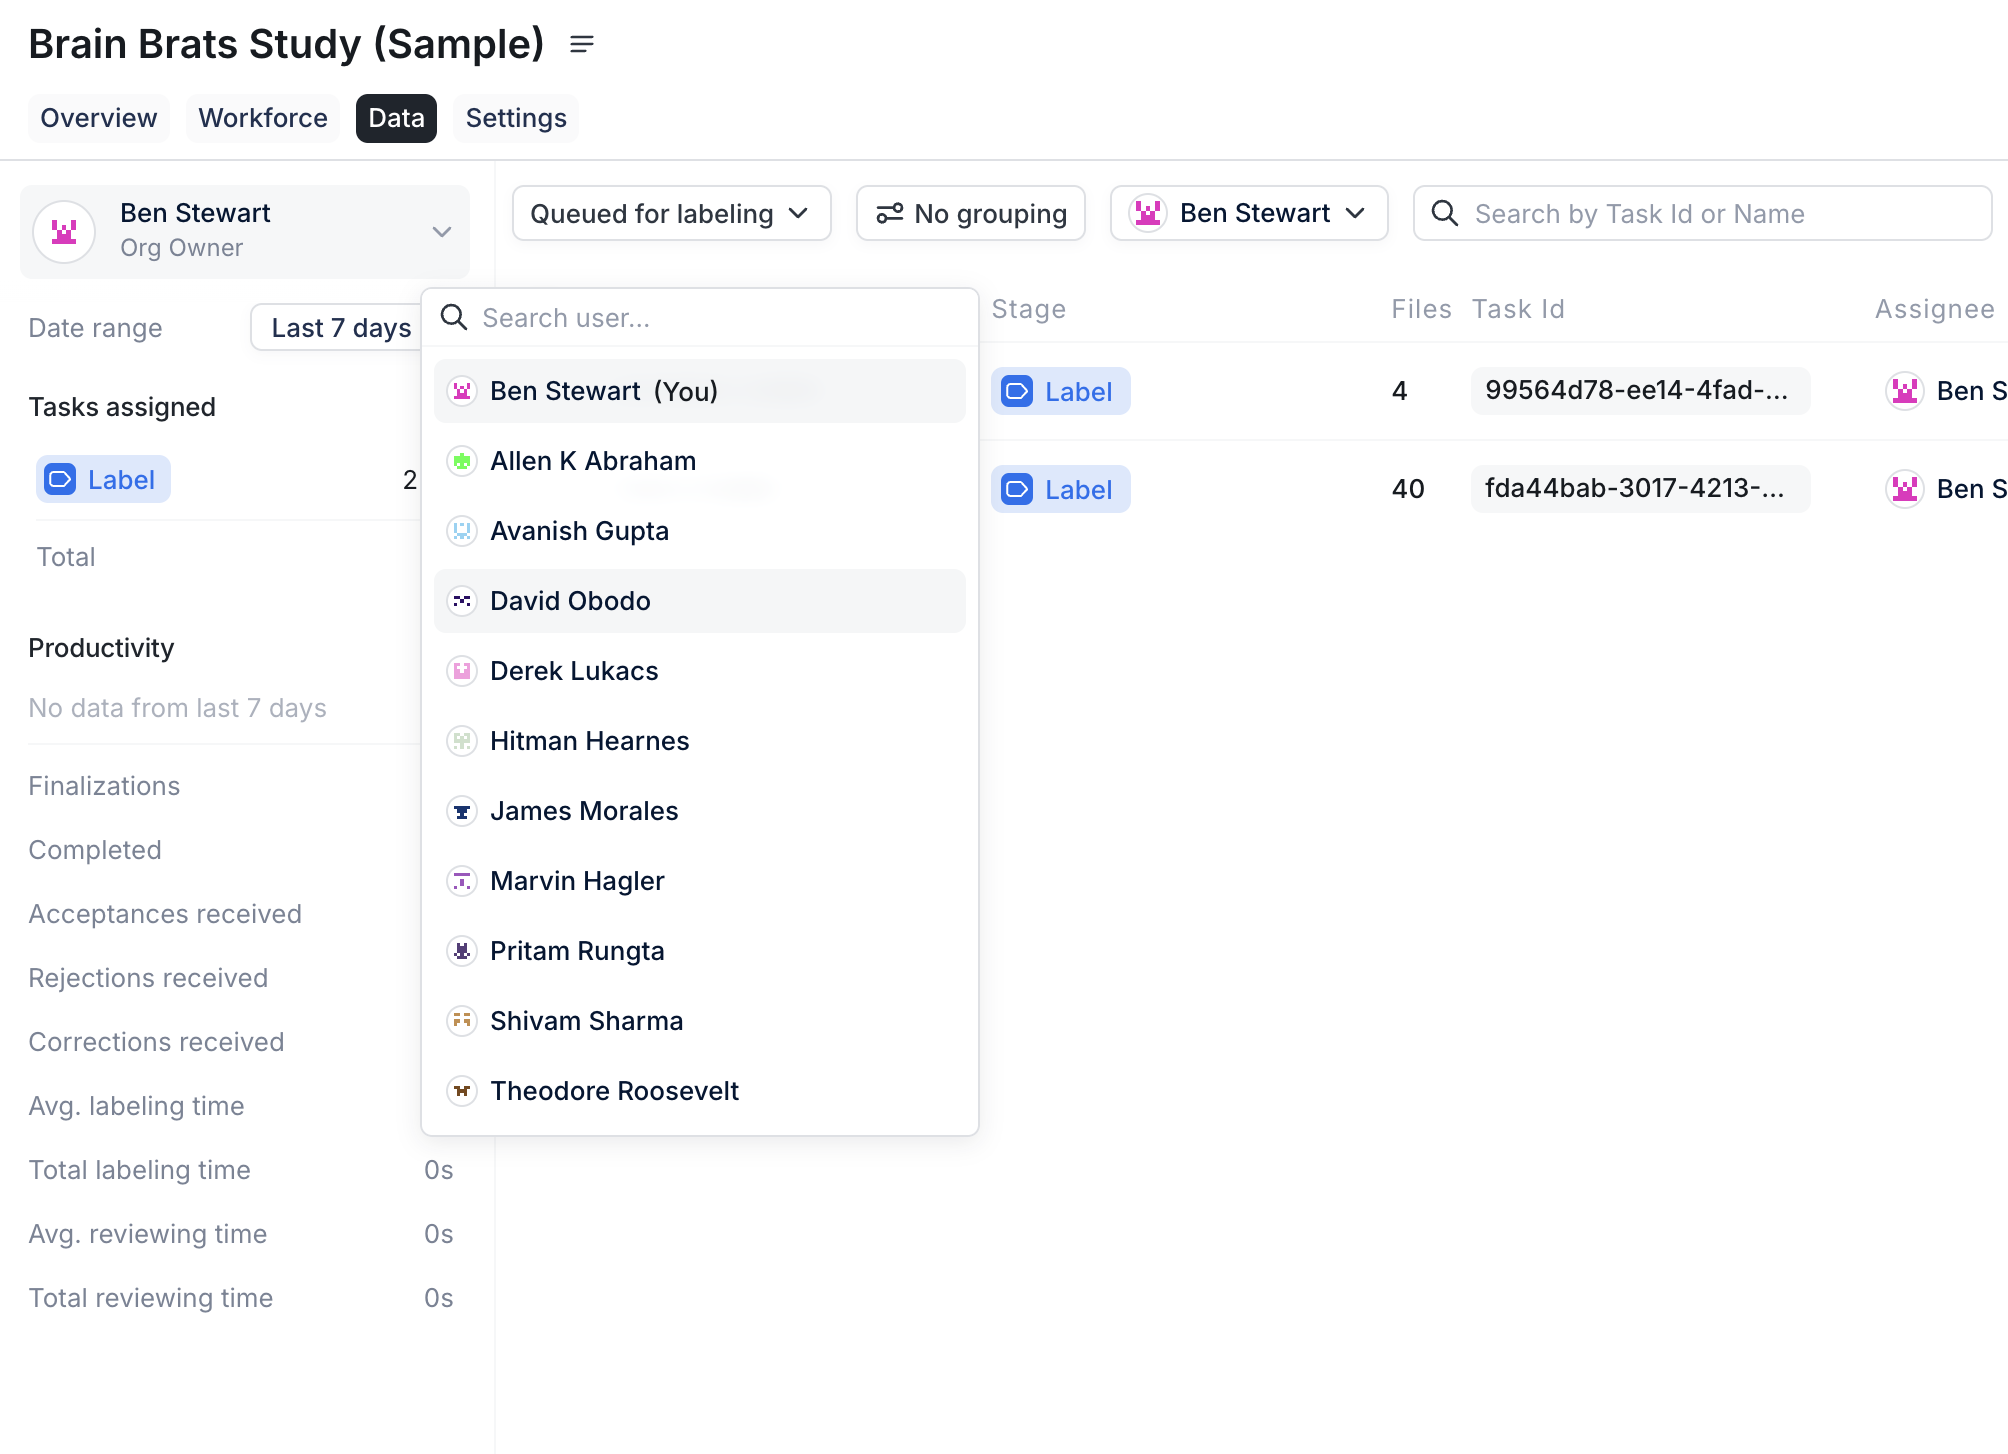 Brain Brats Study (Sample)
Overview Workforce Data Settings
Ben Stewart
Org Owner
Queued for labeling
No grouping
Ben Stewart
Search by Task Id or Name
Date range
Last 7 days
Tasks assigned
Label 2
Total
Productivity
No data from last 7 days
Finalizations
Completed
Acceptances received
Rejections received
Corrections received
Avg. labeling time
Total labeling time 0s
Avg. reviewing time 0s
Total reviewing time 0s
Search user...
Ben Stewart (You)
Allen K Abraham
Avanish Gupta
David Obodo
Derek Lukacs
Hitman Hearnes
James Morales
Marvin Hagler
Pritam Rungta
Shivam Sharma
Theodore Roosevelt
Stage Files Task Id Assignee
Label 4 99564d78-ee14-4fad-... Ben S
Label 40 fda44bab-3017-4213-... Ben S